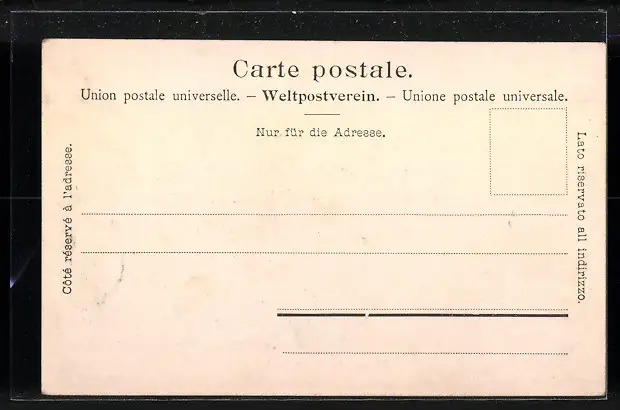 Carte postale.
Union postale universelle. – Weltpostverein. – Unione postale universale.
Nur für die Adresse.
Côté réservé à l'adresse.
Lato riservato all indirizzo.